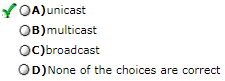 A)unicast
B)multicast
C)broadcast
D)None of the choices are correct